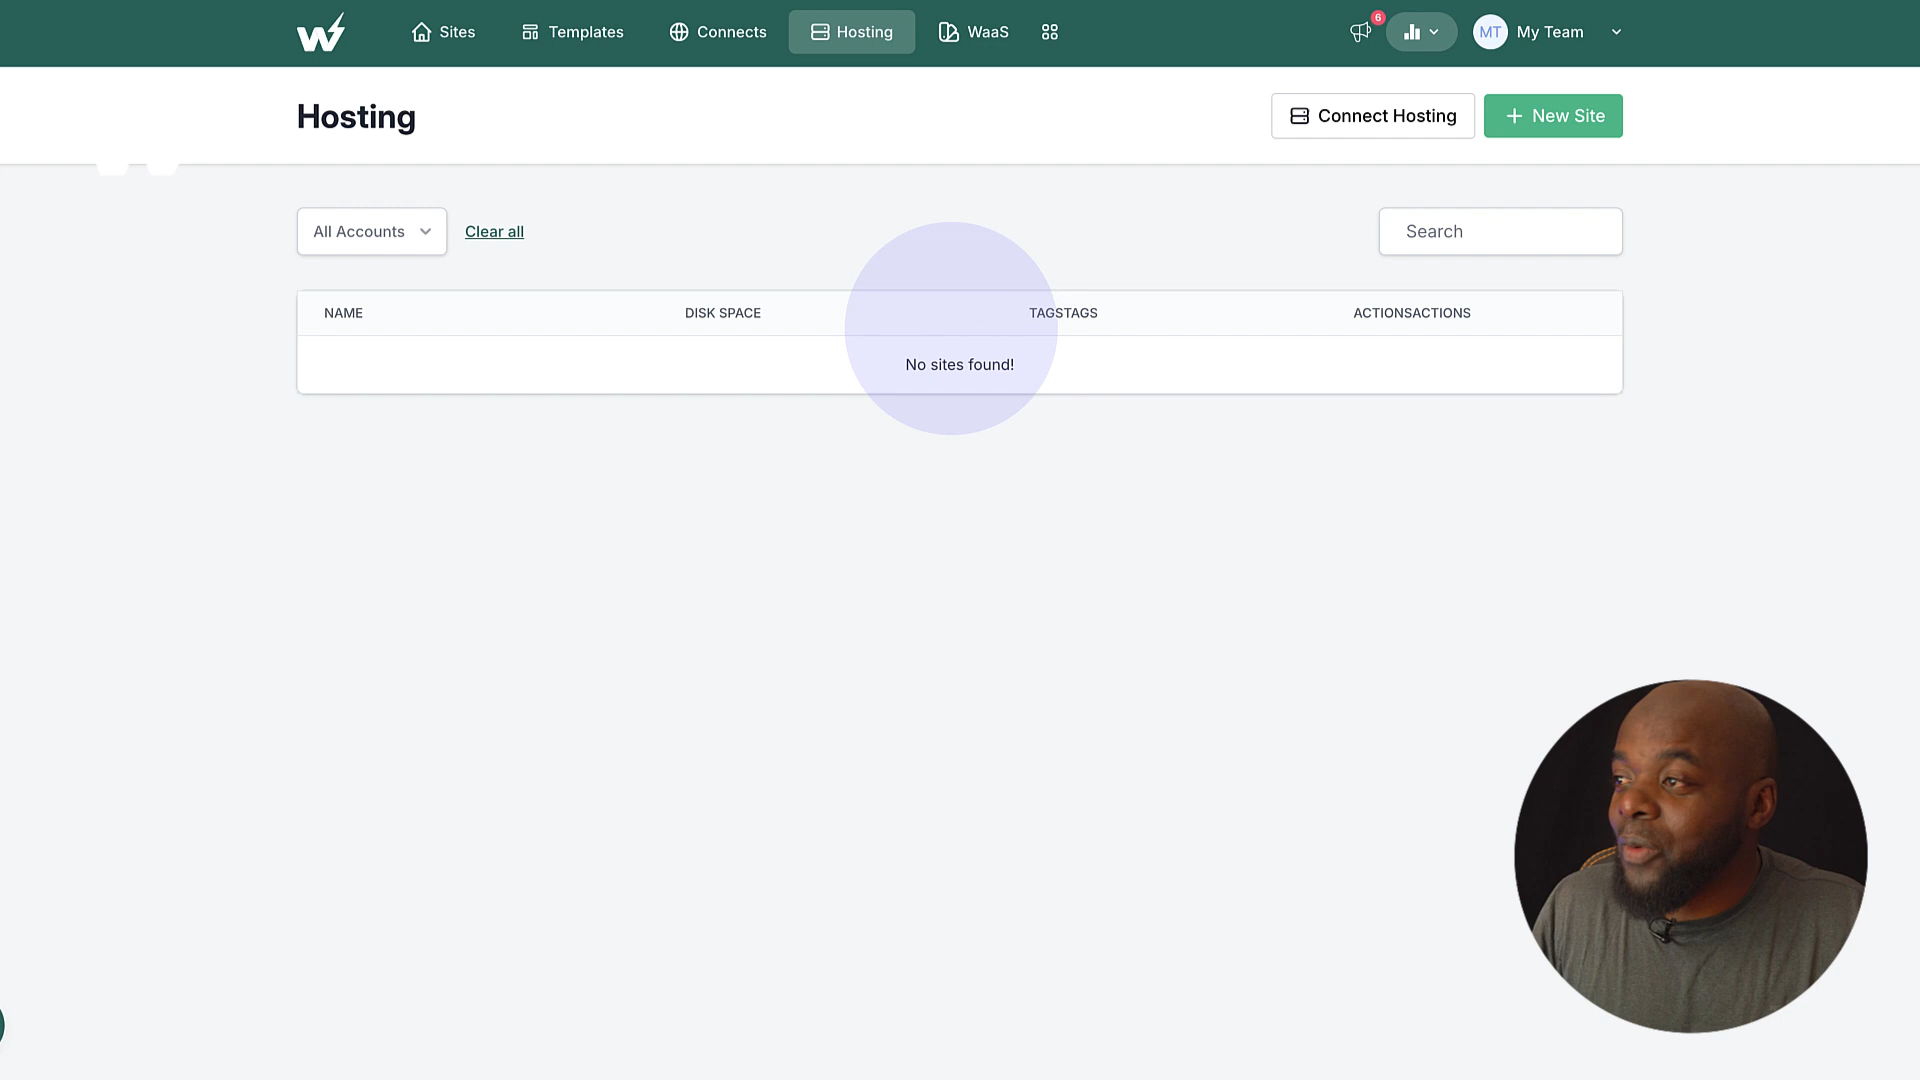 Sites Templates Connects Hosting WaaS 6 MT My Team
Hosting Connect Hosting New Site
All Accounts Clear all Search
NAME DISK SPACE TAGSTAGS ACTIONSACTIONS
No sites found!